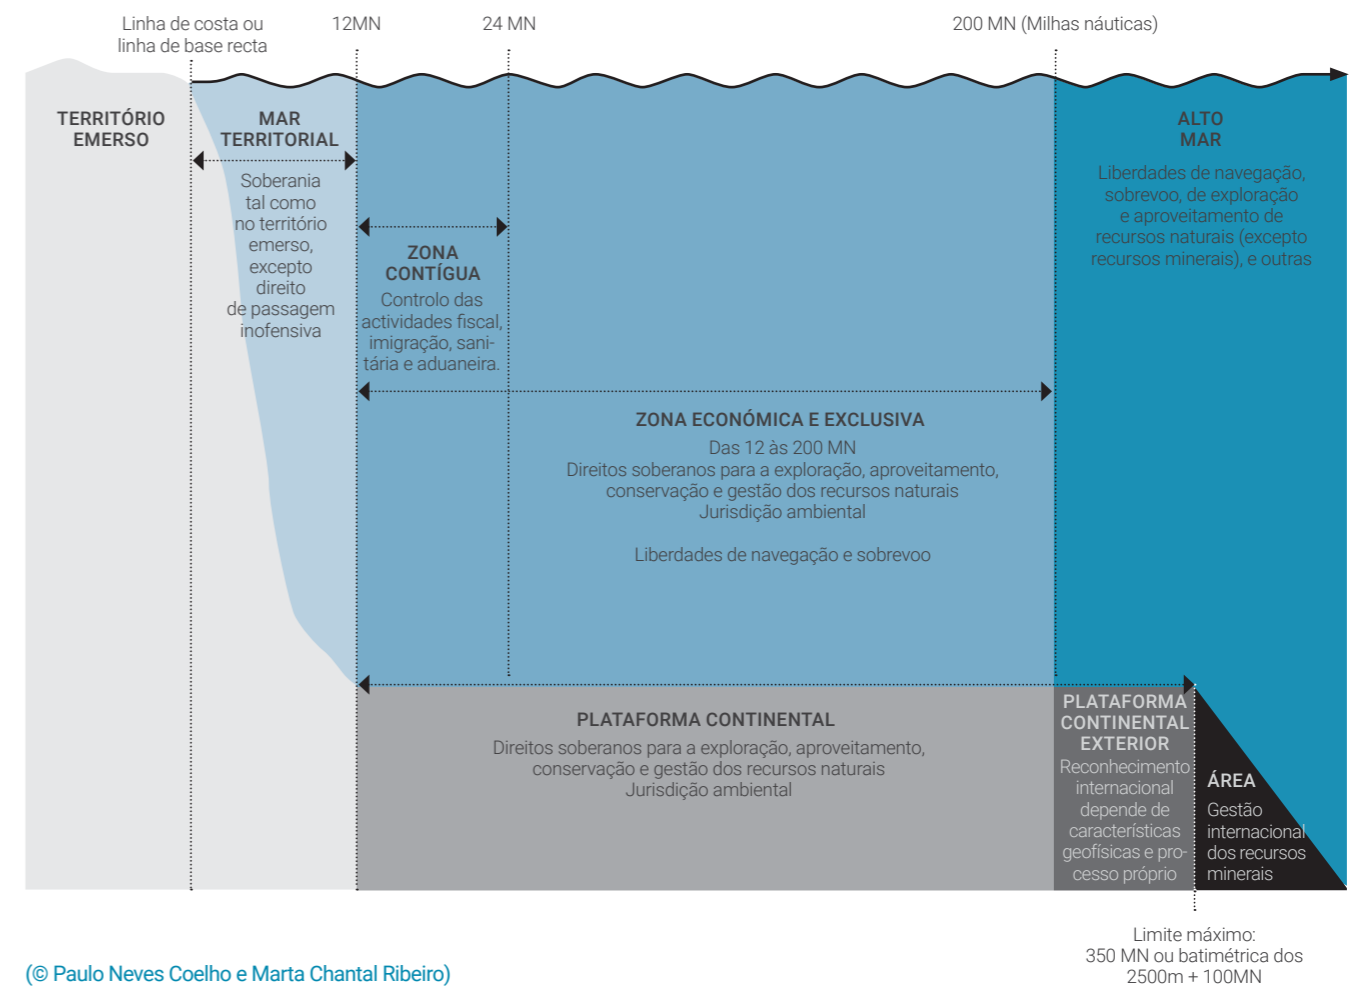 Linha de costa ou
linha de base recta
12MN
24 MN
200 MN (Milhas náuticas)
TERRITÓRIO
EMERSO
MAR
TERRITORIAL
Soberania
tal como
no território
emerso,
excepto
direito
de passagem
inofensiva
ZONA
CONTÍGUA
Controlo das
actividades fiscal,
imigração, sani-
tária e aduaneira.
ALTO
MAR
Liberdades de navegação,
sobrevoo, de exploração
e aproveitamento de
recursos naturais (excepto
recursos minerais), e outras
ZONA ECONÓMICA E EXCLUSIVA
Das 12 às 200 MN
Direitos soberanos para a exploração, aproveitamento,
conservação e gestão dos recursos naturais
Jurisdição ambiental
Liberdades de navegação e sobrevoo
PLATAFORMA CONTINENTAL
Direitos soberanos para a exploração, aproveitamento,
conservação e gestão dos recursos naturais
Jurisdição ambiental
PLATAFORMA
CONTINENTAL
EXTERIOR
Reconhecimento
internacional
depende de
características
geofísicas e pro-
cesso próprio
ÁREA
Gestão
internacional
dos recursos
minerais
Limite máximo:
350 MN ou batimétrica dos
2500m + 100MN
(© Paulo Neves Coelho e Marta Chantal Ribeiro)